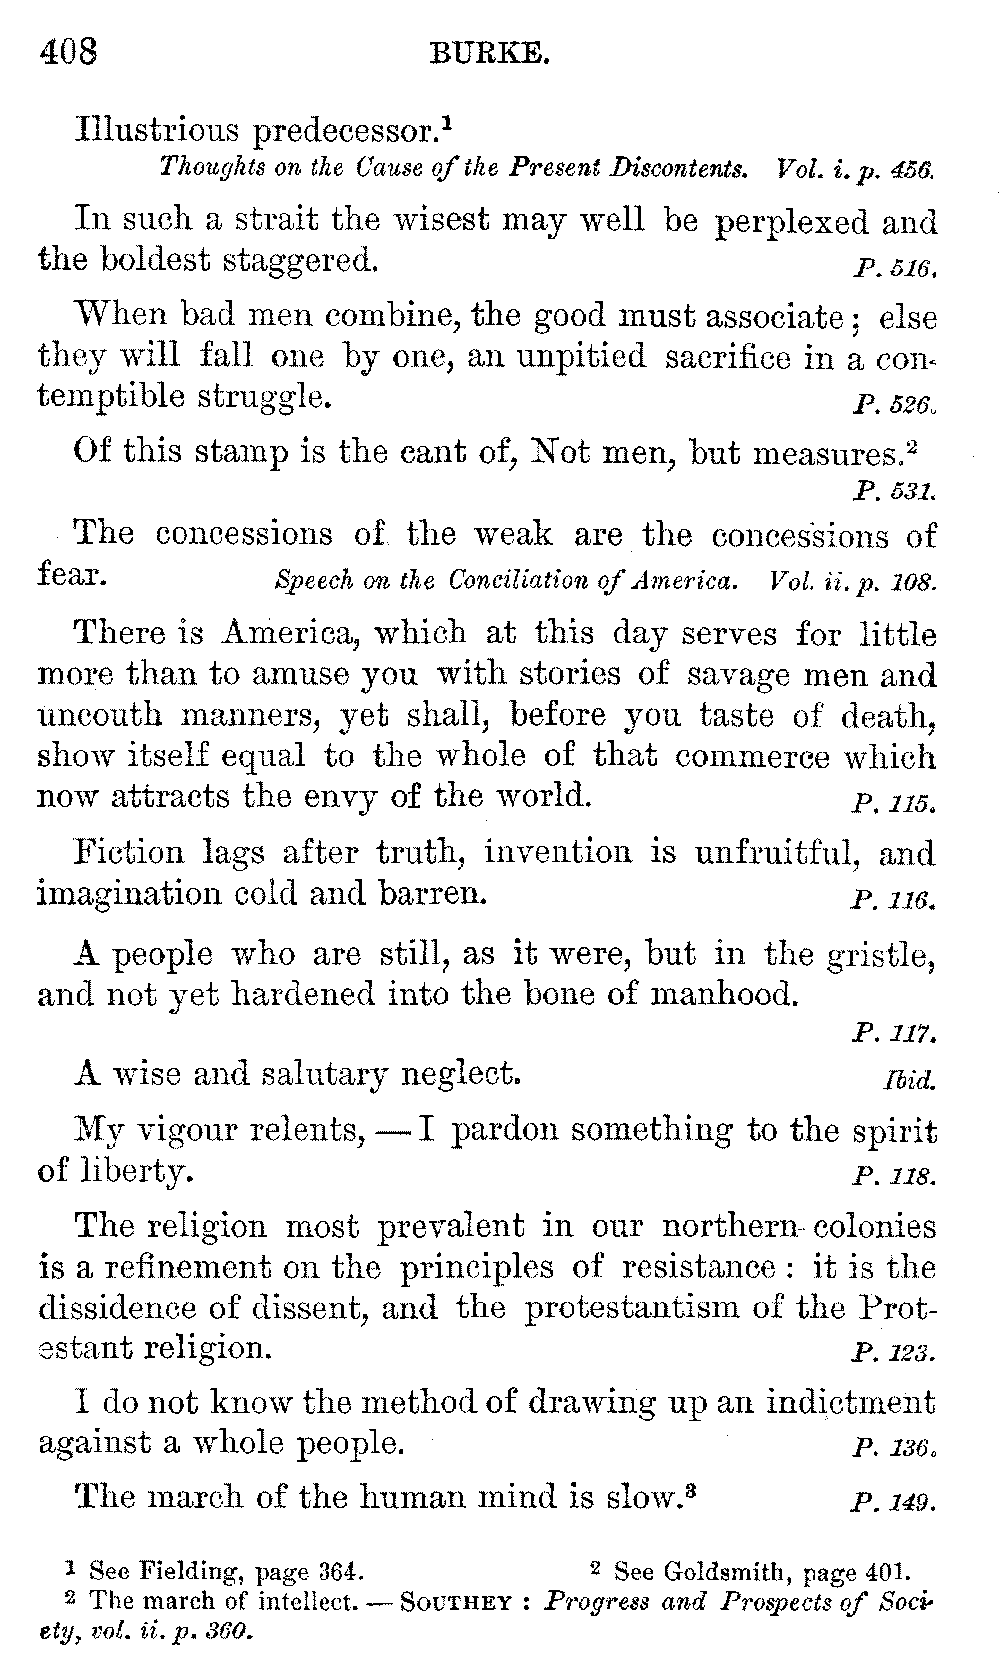 408 BURKE.
Illustrious predecessor.¹
Thoughts on the Cause of the Present Discontents. Vol. i. p. 456.
In such a strait the wisest may well be perplexed and
the boldest staggered. P. 516.
When bad men combine, the good must associate; else
they will fall one by one, an unpitied sacrifice in a con-
temptible struggle. P. 526.
Of this stamp is the cant of, Not men, but measures.²
P. 531.
The concessions of the weak are the concessions of
fear. Speech on the Conciliation of America. Vol. ii. p. 108.
There is America, which at this day serves for little
more than to amuse you with stories of savage men and
uncouth manners, yet shall, before you taste of death,
show itself equal to the whole of that commerce which
now attracts the envy of the world. P. 115.
Fiction lags after truth, invention is unfruitful, and
imagination cold and barren. P. 116.
A people who are still, as it were, but in the gristle,
and not yet hardened into the bone of manhood.
P. 117.
A wise and salutary neglect. Ibid.
My vigour relents, — I pardon something to the spirit
of liberty. P. 118.
The religion most prevalent in our northern colonies
is a refinement on the principles of resistance : it is the
dissidence of dissent, and the protestantism of the Prot-
estant religion. P. 123.
I do not know the method of drawing up an indictment
against a whole people. P. 136.
The march of the human mind is slow.³ P. 149.
¹ See Fielding, page 364. ² See Goldsmith, page 401.
² The march of intellect. — SOUTHEY : Progress and Prospects of Soci-
ety, vol. ii. p. 360.